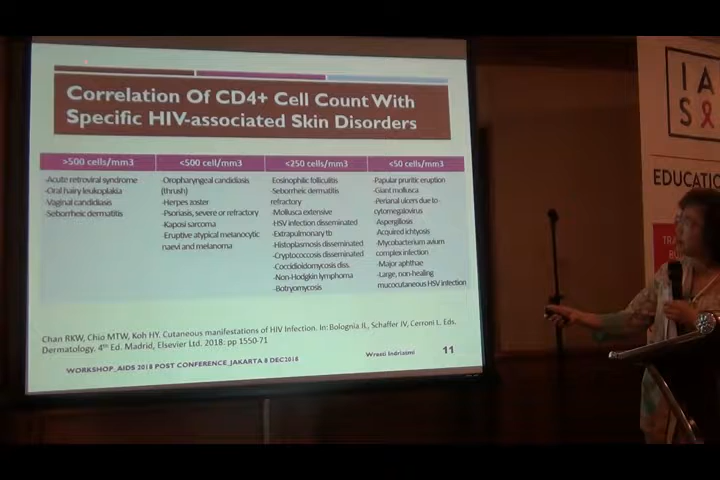 Correlation Of CD4+ Cell Count With
Specific HIV-associated Skin Disorders
>500 cells/mm3
-Acute retroviral syndrome
-Oral hairy leukoplakia
-Vaginal candidiasis
-Seborrheic dermatitis
<500 cell/mm3
-Oropharyngeal candidiasis
(thrush)
-Herpes zoster
-Psoriasis, severe or refractory
-Kaposi sarcoma
-Eruptive atypical melanocytic
naevi and melanoma
<250 cells/mm3
Eosinophilic folliculitis
-Seborrheic dermatitis
refractory
-Mollusca extensive
-HSV infection disseminated
-Extrapulmonary tb
-Histoplasmosis disseminated
-Cryptococcosis disseminated
-Coccidioidomycosis diss.
-Non-Hodgkin lymphoma
-Botryomycosis
<50 cells/mm3
-Papular pruritic eruption
-Giant mollusca
-Perianal ulcers due to
cytomegalovirus
-Aspergillosis
-Acquired ichtyosis
-Mycobacterium avium
complex infection
-Major aphthae
-Large, non-healing
mucocutaneous HSV infection
Chan RKW, Chio MTW, Koh HY. Cutaneous manifestations of HIV Infection. In: Bolognia JL, Schaffer JV, Cerroni L. Eds.
Dermatology. 4th Ed. Madrid, Elsevier Ltd. 2018: pp 1550-71
WORKSHOP_AIDS 2018 POST CONFERENCE_JAKARTA 8 DEC2018
Wresti Indriatmi
11
IA
S